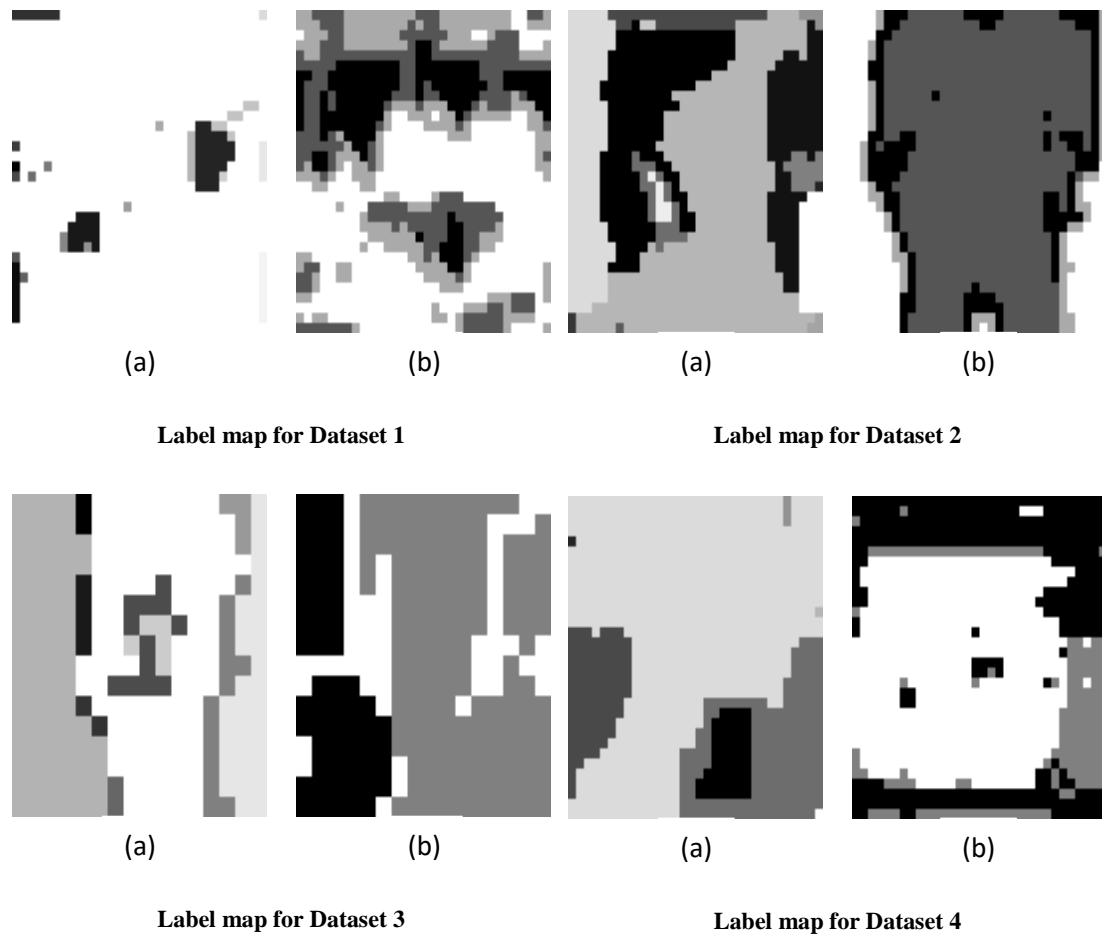 (a) (b) (a) (b)
Label map for Dataset 1 Label map for Dataset 2
(a) (b) (a) (b)
Label map for Dataset 3 Label map for Dataset 4